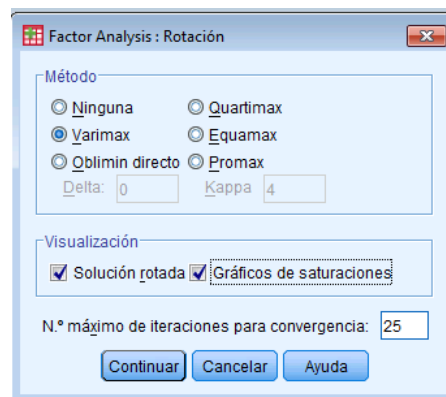 Factor Analysis : Rotación
Método
Ninguna Quartimax
Varimax Equamax
Oblimin directo Promax
Delta: 0 Kappa 4
Visualización
Solución rotada Gráficos de saturaciones
N.º máximo de iteraciones para convergencia: 25
Continuar Cancelar Ayuda